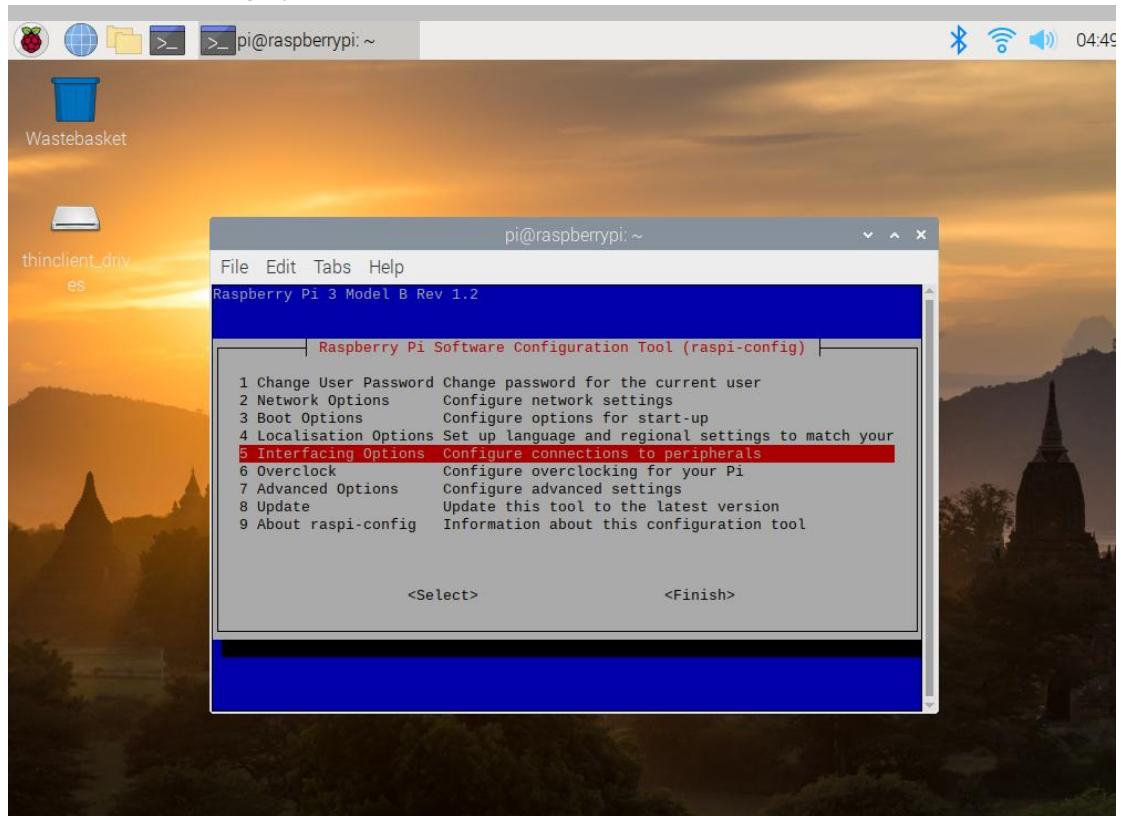 pi@raspberrypi: ~
04:49
Wastebasket
thinclient_driv
es
pi@raspberrypi: ~
File Edit Tabs Help
Raspberry Pi 3 Model B Rev 1.2
Raspberry Pi Software Configuration Tool (raspi-config)
1 Change User Password Change password for the current user
2 Network Options Configure network settings
3 Boot Options Configure options for start-up
4 Localisation Options Set up language and regional settings to match your
5 Interfacing Options Configure connections to peripherals
6 Overclock Configure overclocking for your Pi
7 Advanced Options Configure advanced settings
8 Update Update this tool to the latest version
9 About raspi-config Information about this configuration tool
<Select> <Finish>